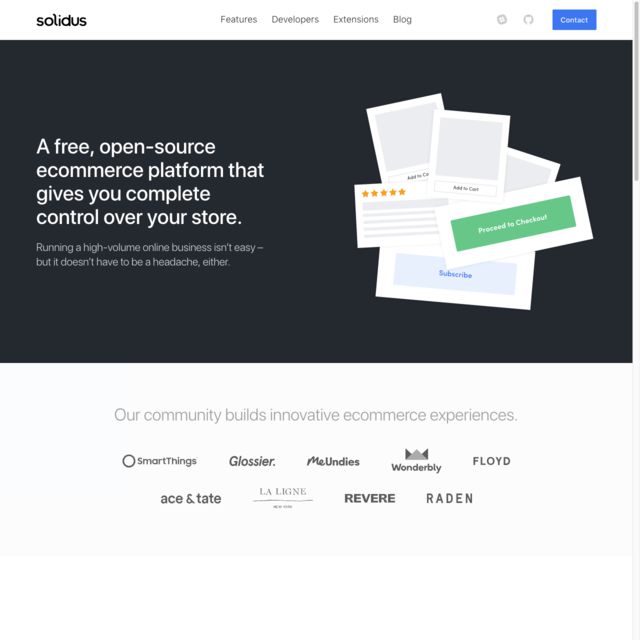 solidus
Features Developers Extensions Blog
Contact
A free, open-source
ecommerce platform that
gives you complete
control over your store.
Running a high-volume online business isn't easy –
but it doesn't have to be a headache, either.
Add to Ca
Add to Cart
Proceed to Checkout
Subscribe
Our community builds innovative ecommerce experiences.
SmartThings
Glossier.
MeUndies
Wonderbly
FLOYD
ace & tate
LA LIGNE
NEW YORK
REVERE
RADEN